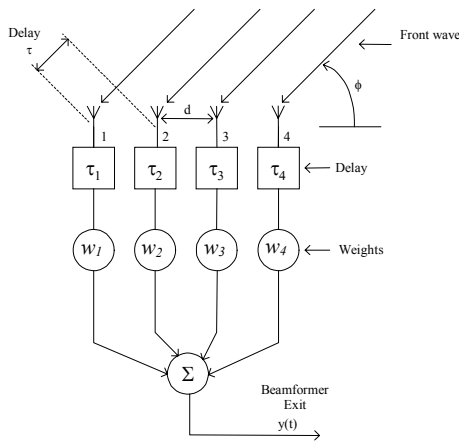 Delay
τ
Front wave
ϕ
d
1
2
3
4
τ1
τ2
τ3
τ4
Delay
w1
w2
w3
w4
Weights
Σ
Beamformer
Exit
y(t)